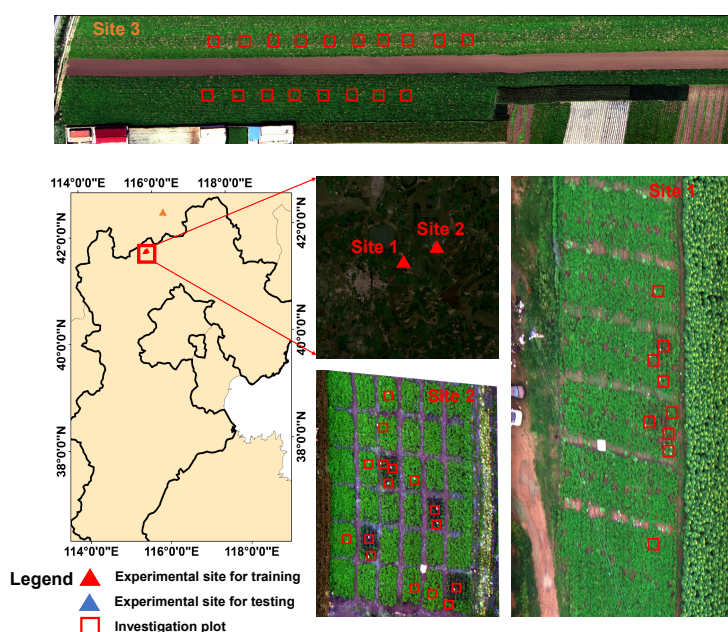 Site 3
114°0'0"E 116°0'0"E 118°0'0"E
42°0'0"N
42°0'0"N
40°0'0"N
40°0'0"N
38°0'0"N
38°0'0"N
114°0'0"E 116°0'0"E 118°0'0"E
Site 1
Site 2
Site 2
Site 1
Legend
Experimental site for training
Experimental site for testing
Investigation plot